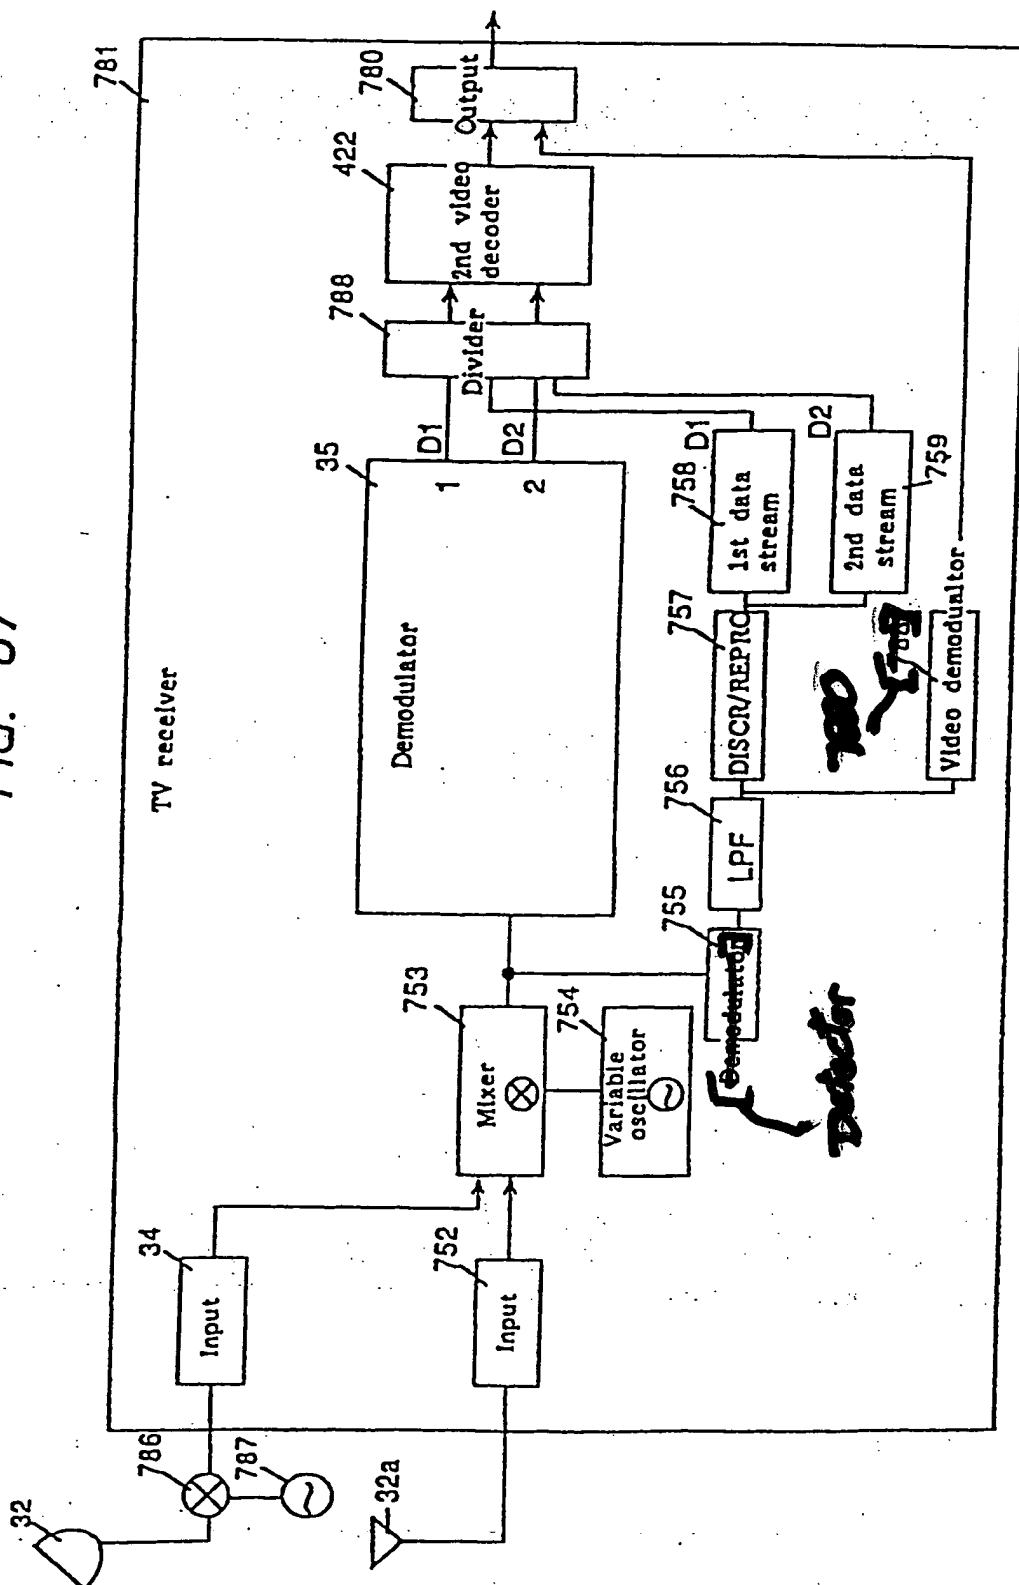 781
TV receiver
32
786
787
32a
34
Input
752
Input
753
Mixer
754
Variable
oscillator
35
Demodulator
1
2
D1
D2
788
Divider
422
2nd video
decoder
780
Output
755
Demodulator
Detector
756
LPF
757
DISCR/REPRO
758
1st data
stream
D1
759
2nd data
stream
D2
760
Video demodualtor